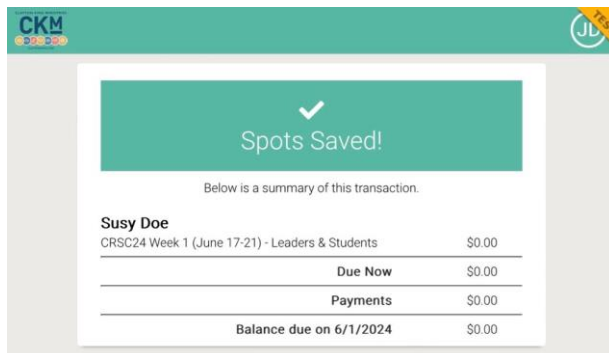 CKM
JD
TES
Spots Saved!
Below is a summary of this transaction.
Susy Doe
CRSC24 Week 1 (June 17-21) - Leaders & Students $0.00
Due Now $0.00
Payments $0.00
Balance due on 6/1/2024 $0.00